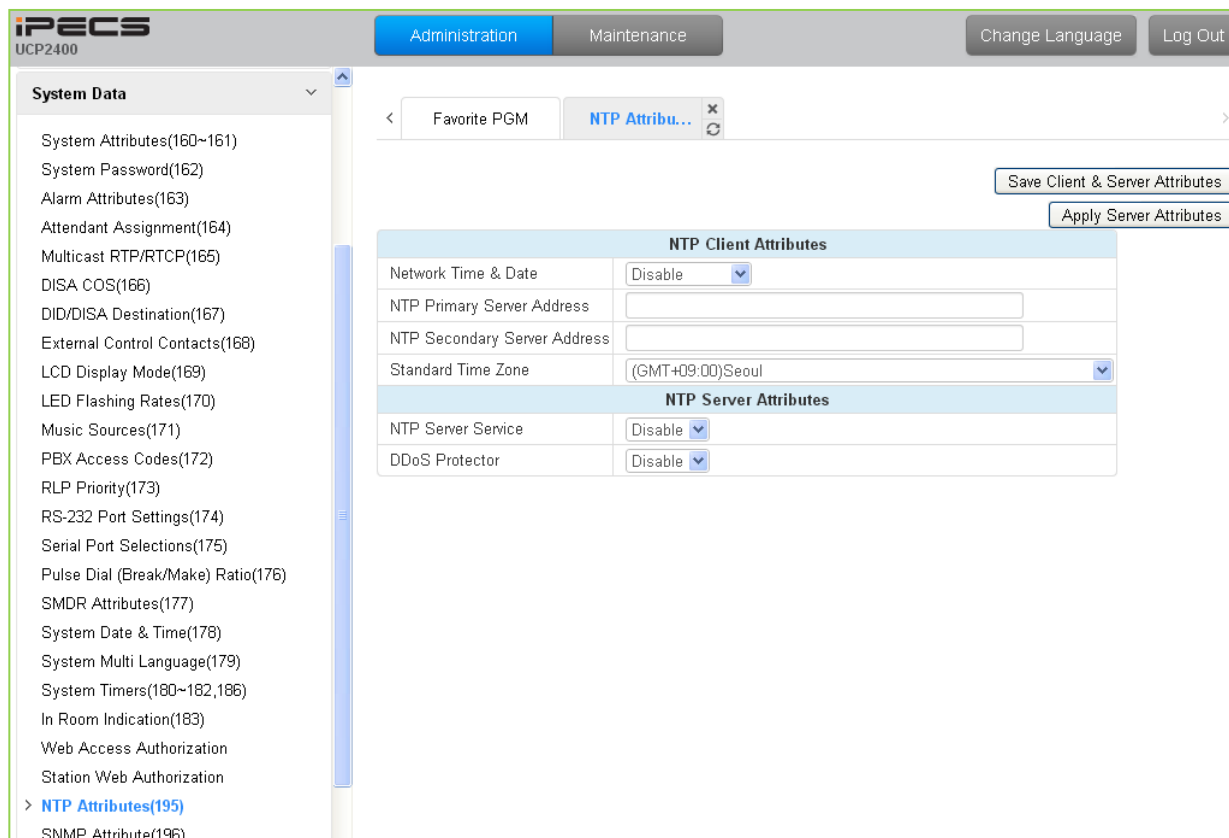 iPECS
UCP2400
Administration
Maintenance
Change Language
Log Out
System Data
System Attributes(160~161)
System Password(162)
Alarm Attributes(163)
Attendant Assignment(164)
Multicast RTP/RTCP(165)
DISA COS(166)
DID/DISA Destination(167)
External Control Contacts(168)
LCD Display Mode(169)
LED Flashing Rates(170)
Music Sources(171)
PBX Access Codes(172)
RLP Priority(173)
RS-232 Port Settings(174)
Serial Port Selections(175)
Pulse Dial (Break/Make) Ratio(176)
SMDR Attributes(177)
System Date & Time(178)
System Multi Language(179)
System Timers(180~182,186)
In Room Indication(183)
Web Access Authorization
Station Web Authorization
NTP Attributes(195)
SNMP Attribute(196)
Favorite PGM
NTP Attribu...
Save Client & Server Attributes
Apply Server Attributes
NTP Client Attributes
Network Time & Date Disable
NTP Primary Server Address
NTP Secondary Server Address
Standard Time Zone (GMT+09:00)Seoul
NTP Server Attributes
NTP Server Service Disable
DDoS Protector Disable